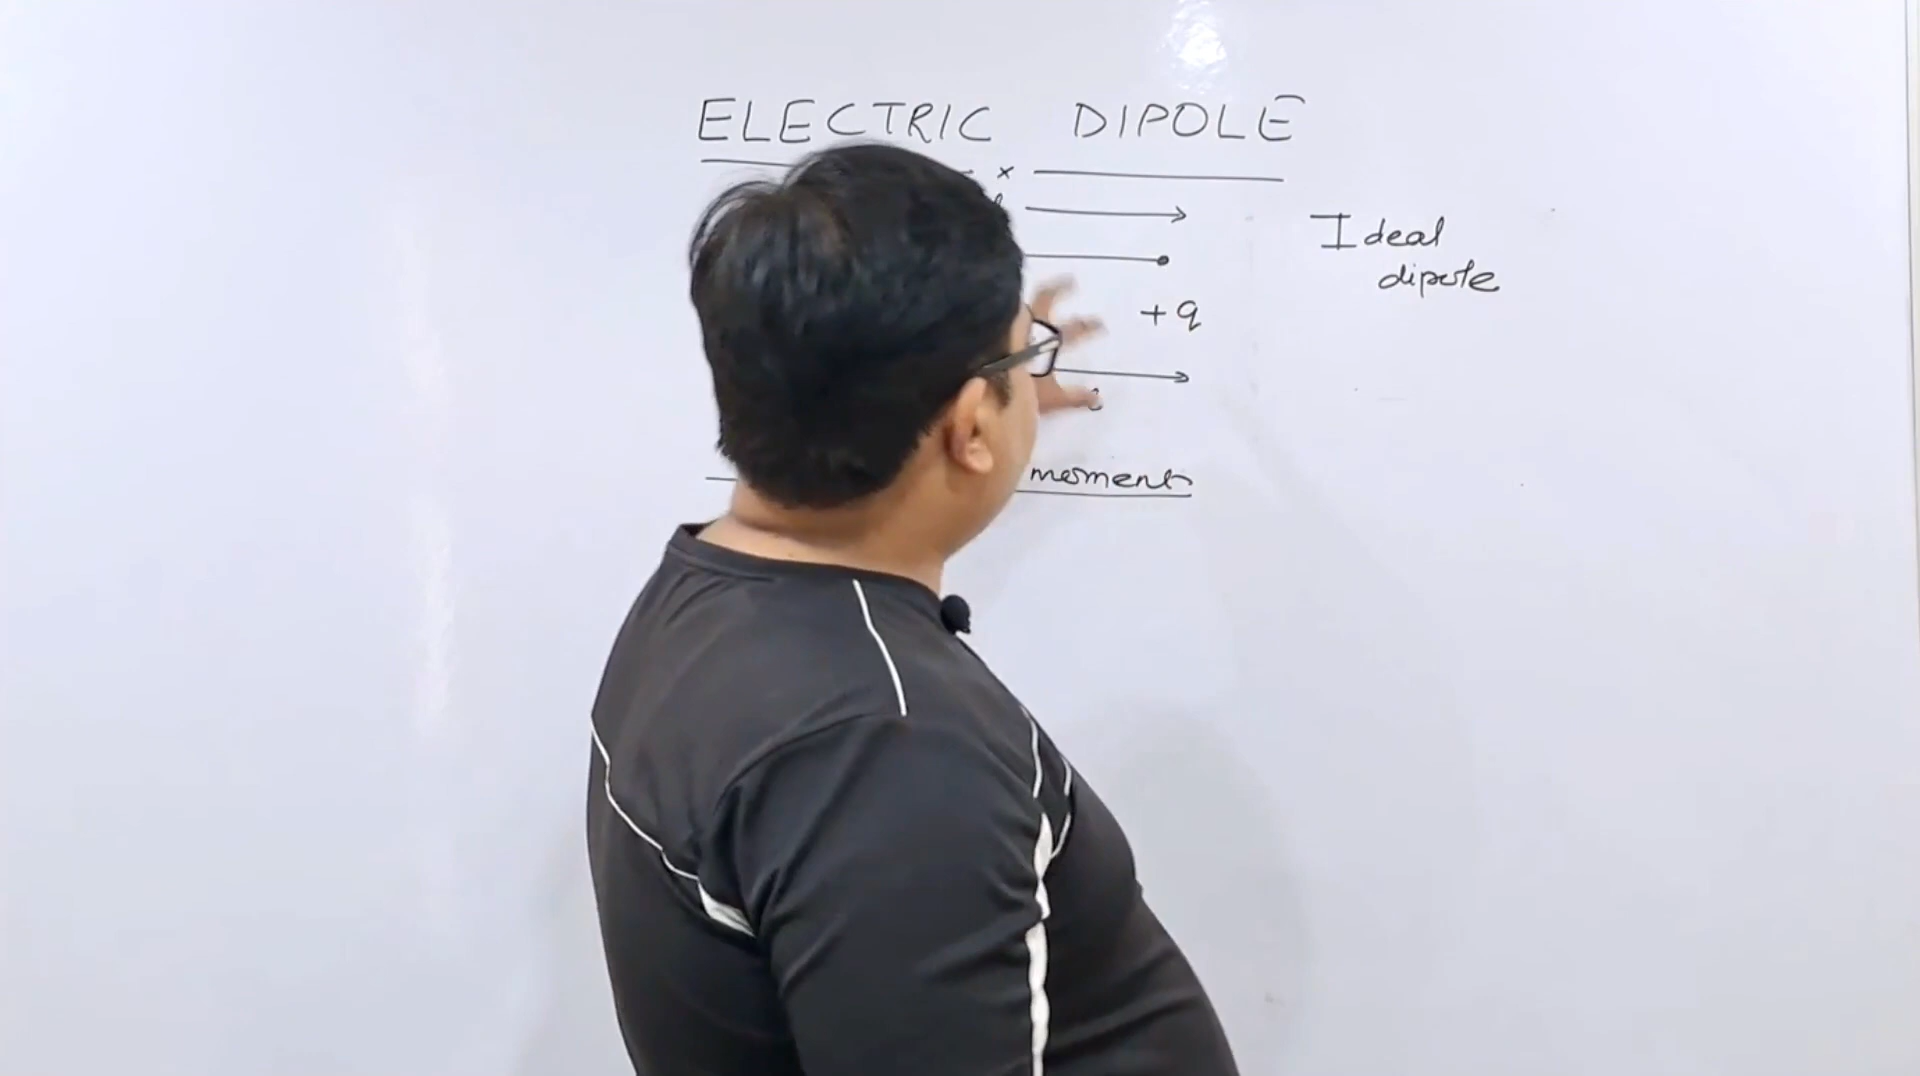 ELECTRIC DIPOLE
x
Ideal
dipole
+q
moment